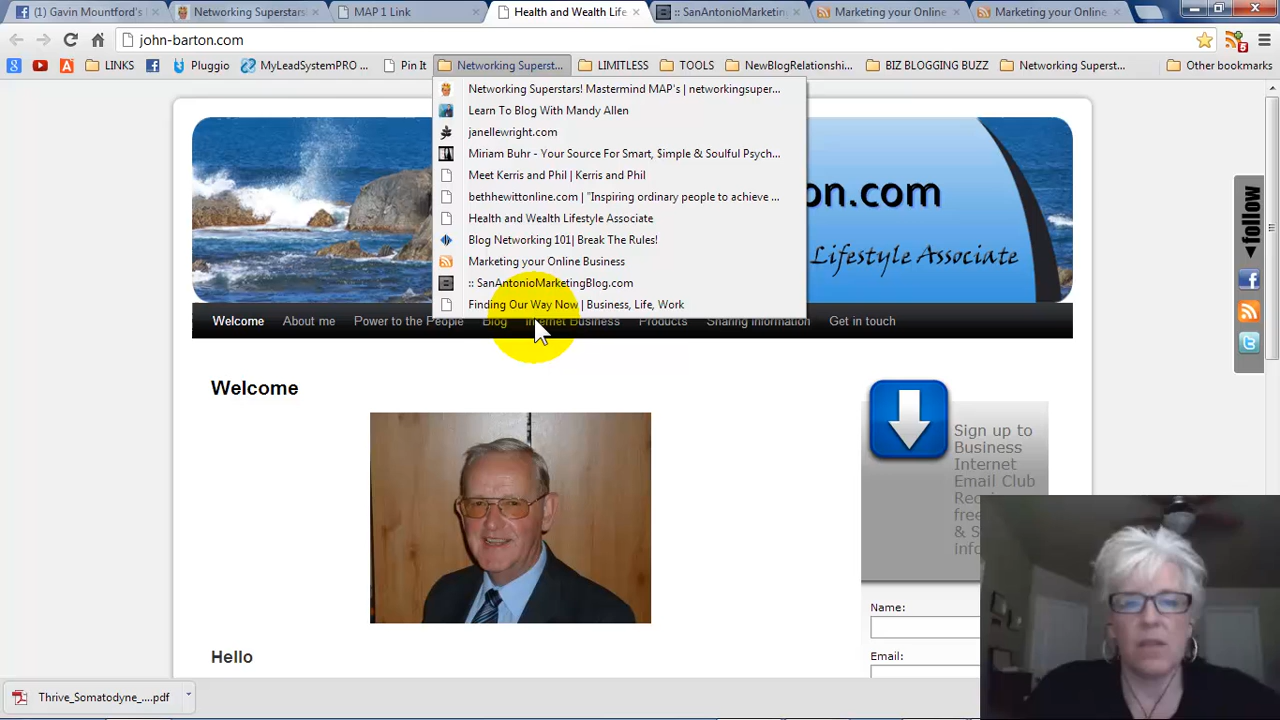 (1) Gavin Mountford's
Networking Superstars
MAP 1 Link
Health and Wealth Life
:: SanAntonioMarketin
Marketing your Online
Marketing your Online
john-barton.com
5
LINKS
Pluggio
MyLeadSystemPRO ...
Pin It
Networking Superst...
LIMITLESS
TOOLS
NewBlogRelationshi...
BIZ BLOGGING BUZZ
Networking Superst...
Other bookmarks
Networking Superstars! Mastermind MAP's | networkingsuper...
Learn To Blog With Mandy Allen
janellewright.com
Miriam Buhr - Your Source For Smart, $imple & Soulful Psych...
Meet Kerris and Phil | Kerris and Phil
bethhewittonline.com | "Inspiring ordinary people to achieve ...
Health and Wealth Lifestyle Associate
Blog Networking 101| Break The Rules!
Marketing your Online Business
:: SanAntonioMarketingBlog.com
Finding Our Way Now | Business, Life, Work
on.com
Lifestyle Associate
follow
Welcome
About me
Power to the People
Blog
Internet Business
Products
Sharing information
Get in touch
Welcome
Sign up to
Business
Internet
Email Club
Hello
Name:
Email:
Thrive_Somatodyne_....pdf